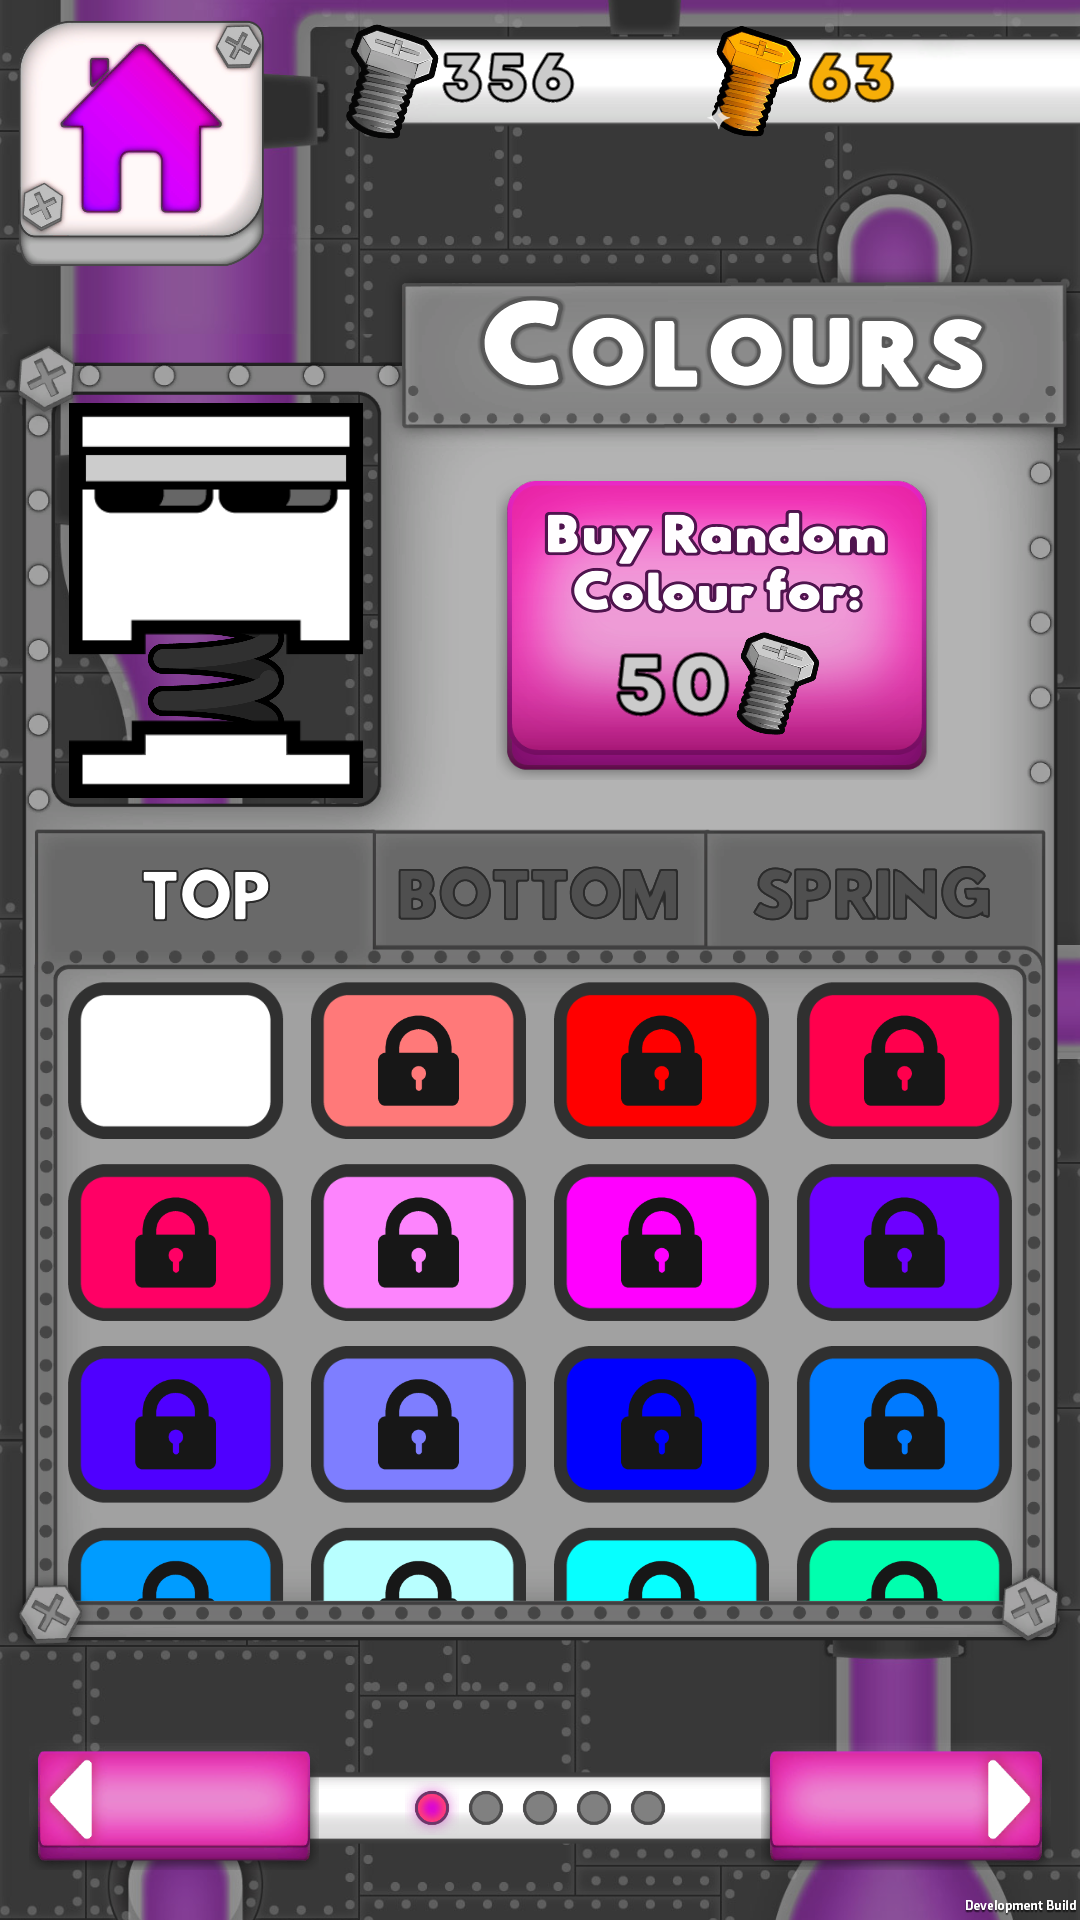 356
63
Colours
Buy Random
Colour for:
50
TOP
BOTTOM
SPRING
Development Build